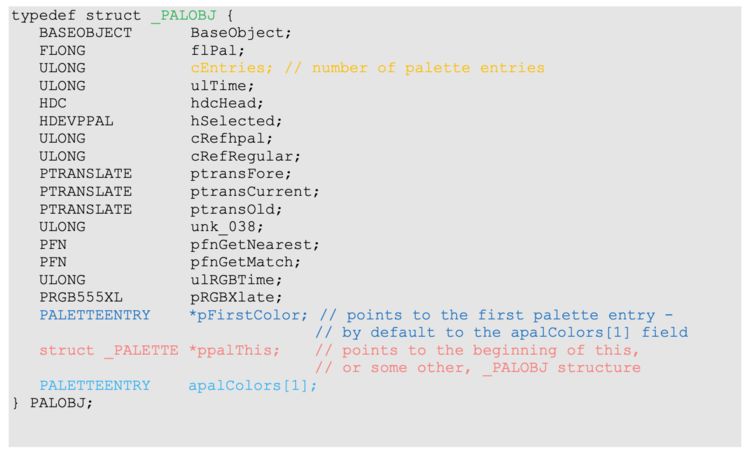 typedef struct _PALOBJ {
BASEOBJECT BaseObject;
FLONG flPal;
ULONG cEntries; // number of palette entries
ULONG ulTime;
HDC hdcHead;
HDEVPPAL hSelected;
ULONG cRefhpal;
ULONG cRefRegular;
PTRANSLATE ptransFore;
PTRANSLATE ptransCurrent;
PTRANSLATE ptransOld;
ULONG unk_038;
PFN pfnGetNearest;
PFN pfnGetMatch;
ULONG ulRGBTime;
PRGB555XL pRGBXlate;
PALETTEENTRY *pFirstColor; // points to the first palette entry -
// by default to the apalColors[1] field
struct _PALETTE *ppalThis; // points to the beginning of this,
// or some other, _PALOBJ structure
PALETTEENTRY apalColors[1];
} PALOBJ;